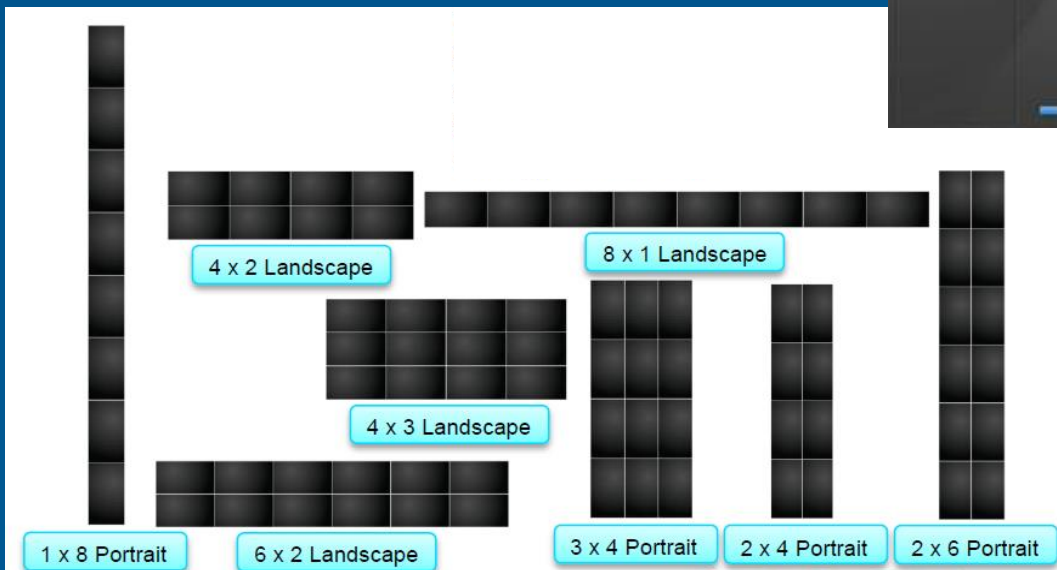 4 x 2 Landscape
8 x 1 Landscape
4 x 3 Landscape
1 x 8 Portrait
6 x 2 Landscape
3 x 4 Portrait
2 x 4 Portrait
2 x 6 Portrait